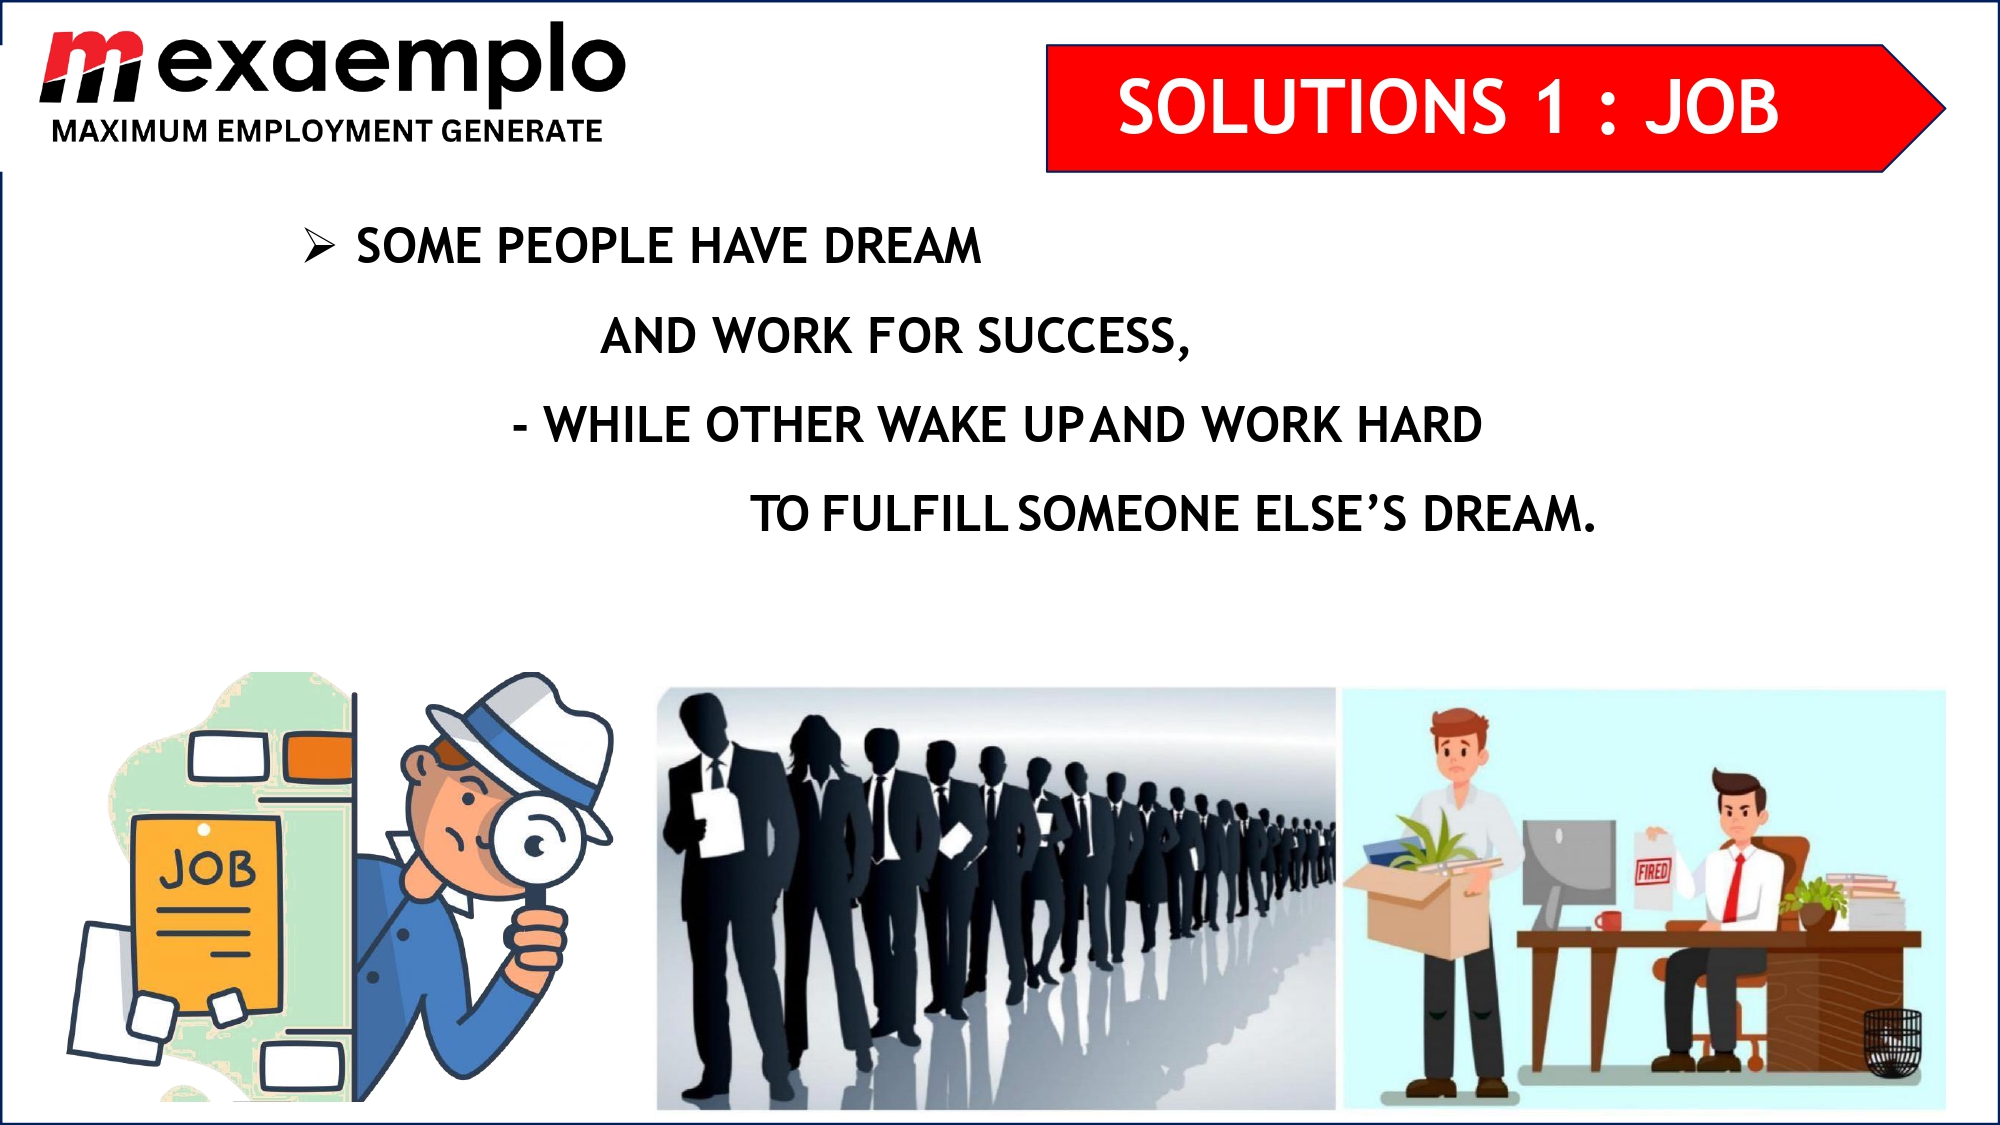 mexaemplo
MAXIMUM EMPLOYMENT GENERATE
SOLUTIONS 1 : JOB
➢ SOME PEOPLE HAVE DREAM
AND WORK FOR SUCCESS,
- WHILE OTHER WAKE UP AND WORK HARD
TO FULFILL SOMEONE ELSE’S DREAM.
JOB
FIRED